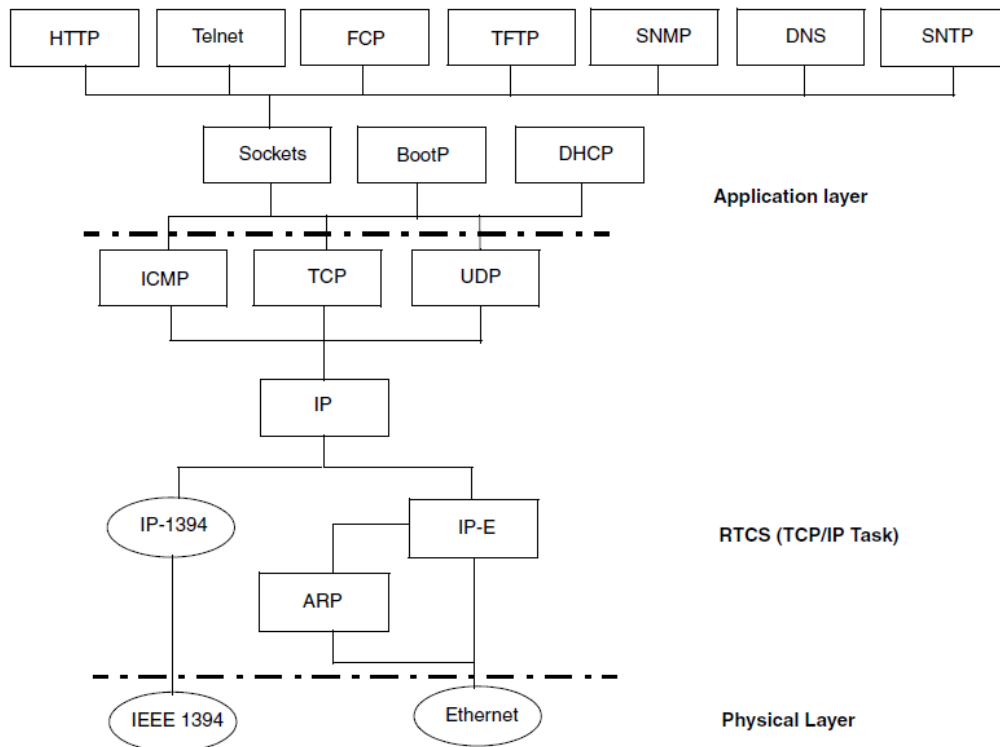 HTTP
Telnet
FCP
TFTP
SNMP
DNS
SNTP
Sockets
BootP
DHCP
Application layer
ICMP
TCP
UDP
IP
IP-1394
IP-E
RTCS (TCP/IP Task)
ARP
IEEE 1394
Ethernet
Physical Layer